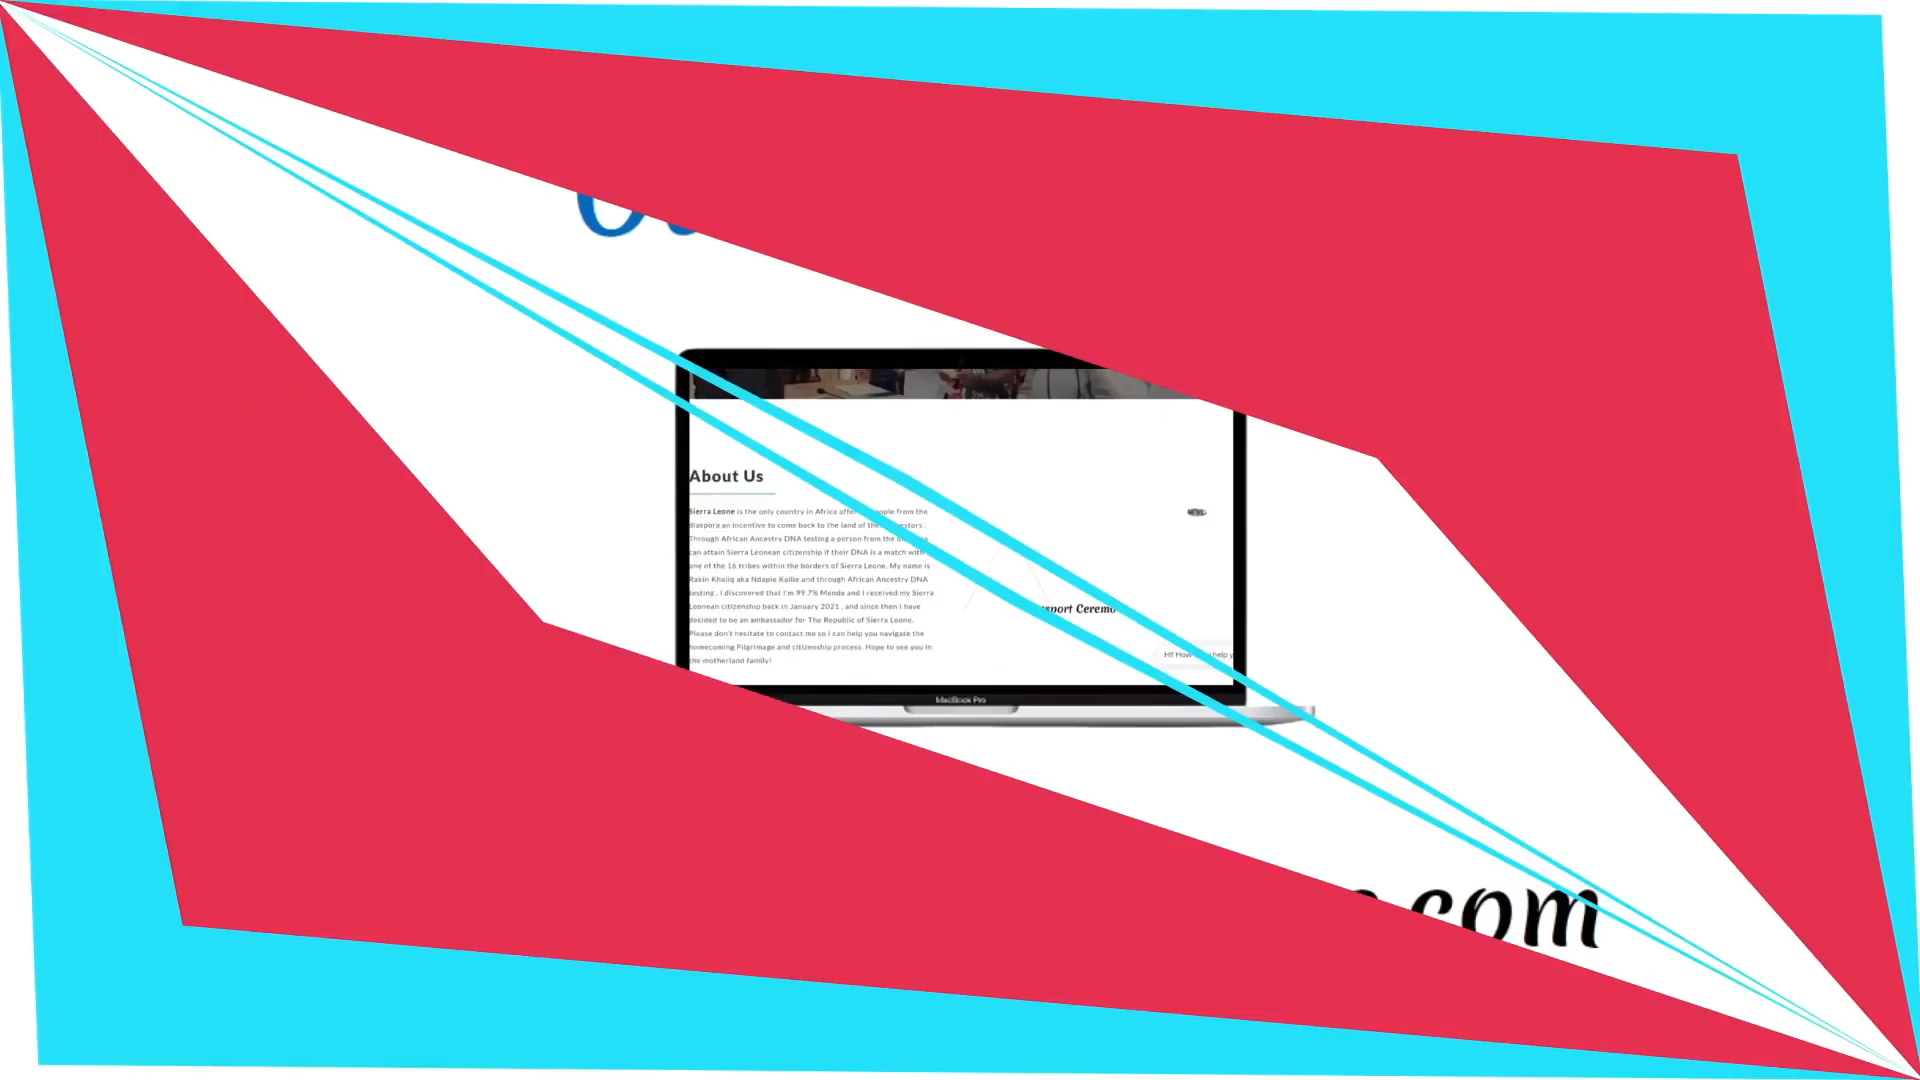 About Us
Sierra Leone is the only country in Africa people from the
diaspora an incentive to come back to the land of
Through African Ancestry DNA testing a person from the
can attain Sierra Leonean citizenship if their DNA is a match with
one of the 16 tribes within the borders of Sierra Leone. My name is
Rakin Khaliq aka Ndapie Kailie and through African Ancestry DNA
testing , I discovered that I'm 99.7% Mende and I received my Sierra
Leonean citizenship back in January 2021 , and since then I have
decided to be an ambassador for The Republic of Sierra Leone.
Please don't hesitate to contact me so I can help you navigate the
homecoming Pilgrimage and citizenship process. Hope to see you in
the motherland family!
Hi! How help
MacBook Pro
.com